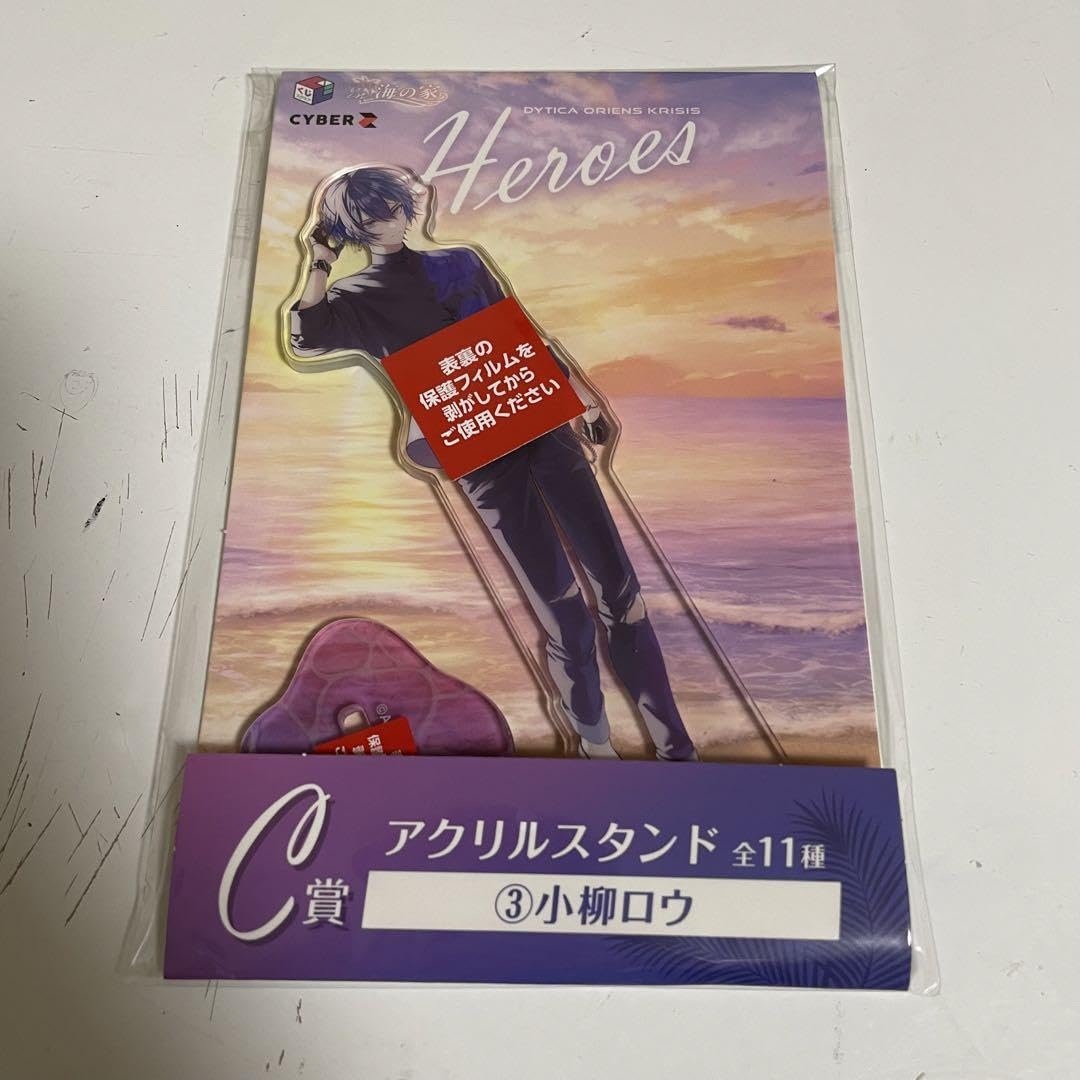 くじ
海の家
CYBER Z
DYTICA ORIENS KRISIS
Heroes
表裏の
保護フィルムを
剥がしてから
ご使用ください
C賞
アクリルスタンド 全11種
③小柳ロウ